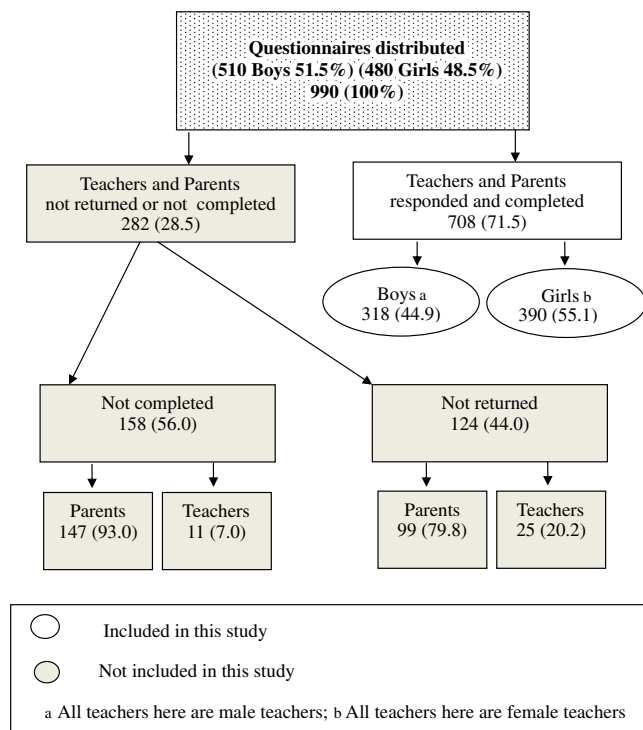 Questionnaires distributed
(510 Boys 51.5%) (480 Girls 48.5%)
990 (100%)
Teachers and Parents
not returned or not completed
282 (28.5)
Teachers and Parents
responded and completed
708 (71.5)
Boys a
318 (44.9)
Girls b
390 (55.1)
Not completed
158 (56.0)
Not returned
124 (44.0)
Parents
147 (93.0)
Teachers
11 (7.0)
Parents
99 (79.8)
Teachers
25 (20.2)
Included in this study
Not included in this study
a All teachers here are male teachers; b All teachers here are female teachers